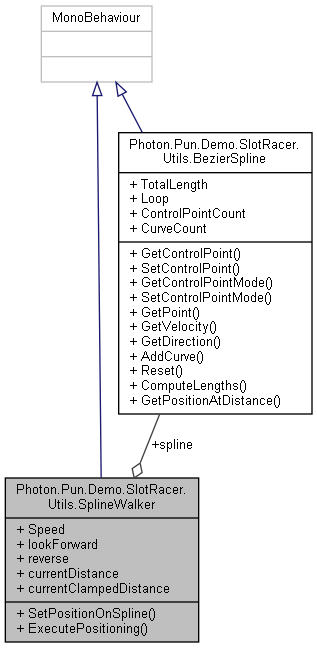 MonoBehaviour
Photon.Pun.Demo.SlotRacer.
Utils.BezierSpline
+ TotalLength
+ Loop
+ ControlPointCount
+ CurveCount
+ GetControlPoint()
+ SetControlPoint()
+ GetControlPointMode()
+ SetControlPointMode()
+ GetPoint()
+ GetVelocity()
+ GetDirection()
+ AddCurve()
+ Reset()
+ ComputeLengths()
+ GetPositionAtDistance()
+spline
Photon.Pun.Demo.SlotRacer.
Utils.SplineWalker
+ Speed
+ lookForward
+ reverse
+ currentDistance
+ currentClampedDistance
+ SetPositionOnSpline()
+ ExecutePositioning()